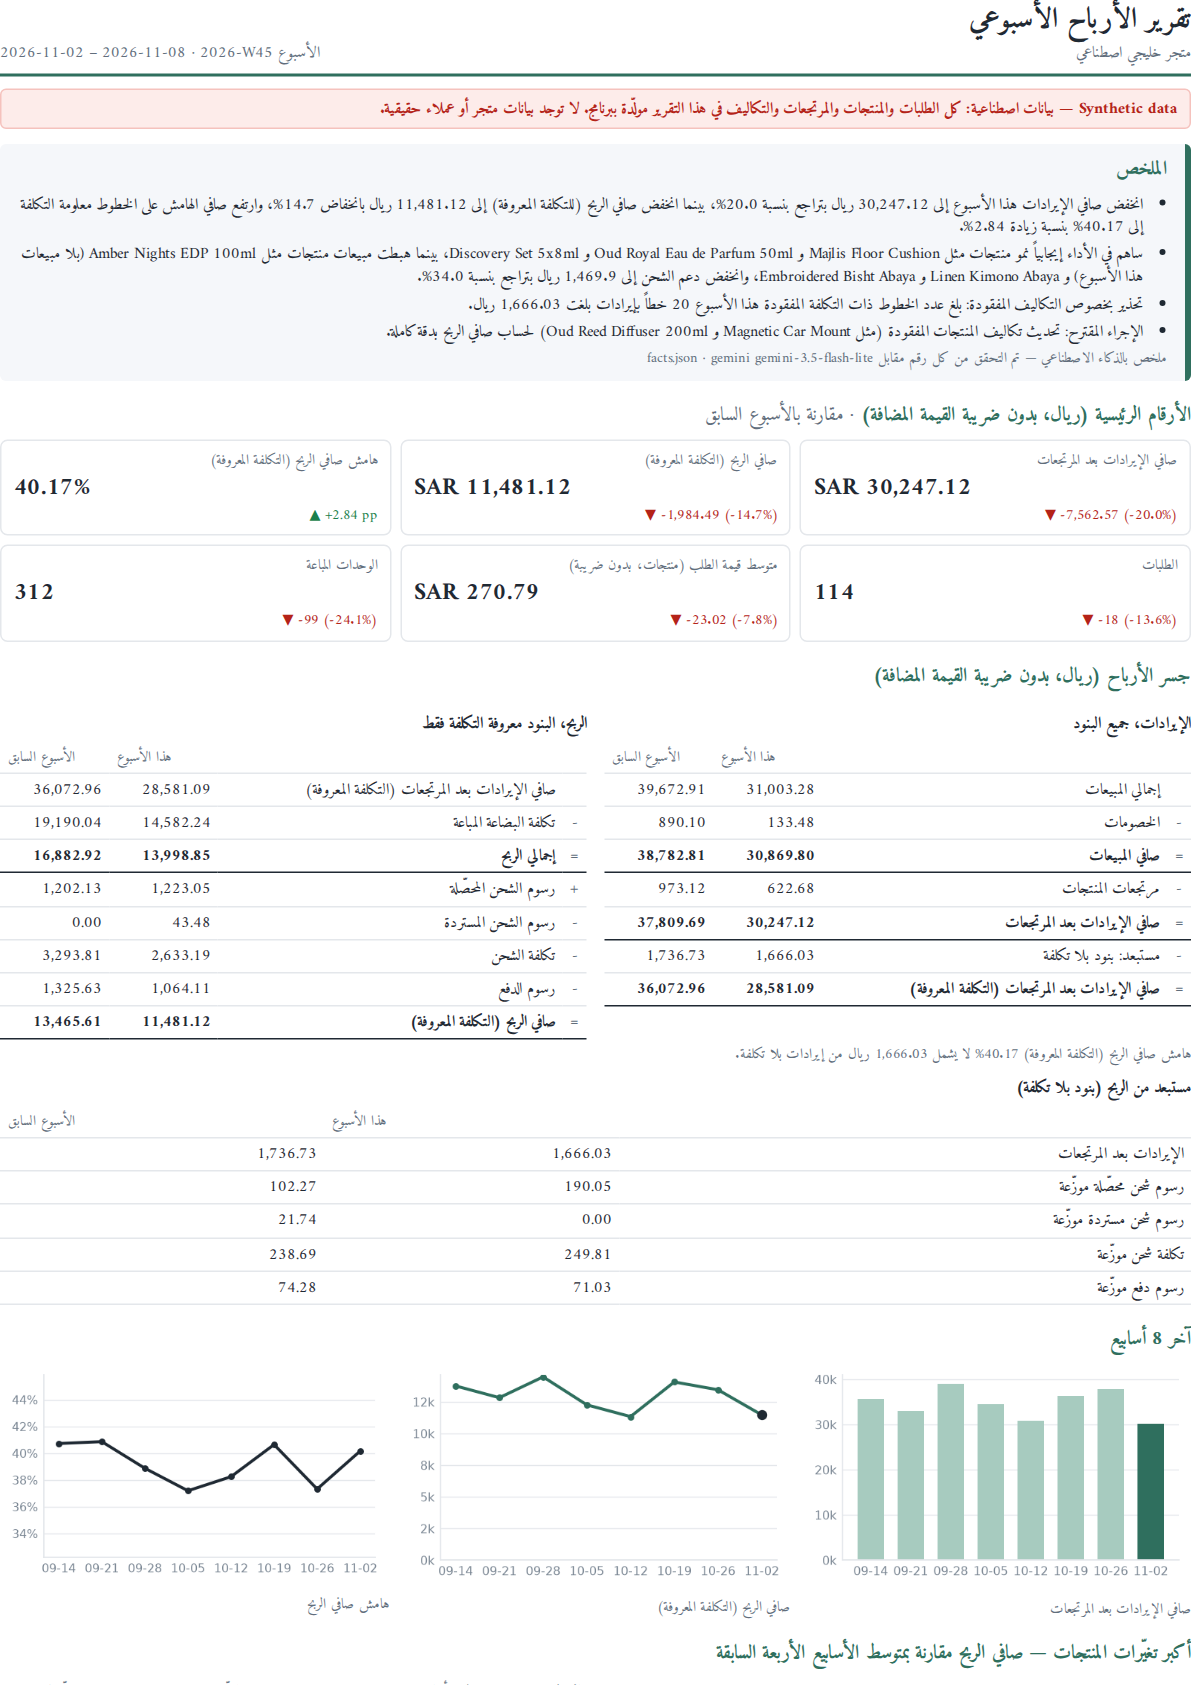 تقرير الأرباح الأسبوعي
متجر خليجي اصطناعي
الأسبوع 2026-W45 · 2026-11-02 – 2026-11-08
Synthetic data — بيانات اصطناعية: كل الطلبات والمنتجات والمرتجعات والتكاليف في هذا التقرير مولّدة ببرنامج. لا توجد بيانات متجر أو عملاء حقيقية.
الملخص
• انخفض صافي الإيرادات هذا الأسبوع إلى 30,247.12 ريال بتراجع بنسبة 20.0%، بينما انخفض صافي الربح (للتكلفة المعروفة) إلى 11,481.12 ريال بانخفاض 14.7%، وارتفع صافي الهامش على الخطوط معلومة التكلفة
إلى 40.17% بنسبة زيادة 2.84%.
• ساهم في الأداء إيجابياً نمو منتجات مثل Majlis Floor Cushion و Oud Royal Eau de Parfum 50ml و Discovery Set 5x8ml، بينما هبطت مبيعات منتجات مثل Amber Nights EDP 100ml (بلا مبيعات
هذا الأسبوع) و Linen Kimono Abaya و Embroidered Bisht Abaya، وانخفض دعم الشحن إلى 1,469.9 ريال بتراجع بنسبة 34.0%.
• تحذير بخصوص التكاليف المفقودة: بلغ عدد الخطوط ذات التكلفة المفقودة هذا الأسبوع 20 خطاً بإيرادات بلغت 1,666.03 ريال.
• الإجراء المقترح: تحديث تكاليف المنتجات المفقودة (مثل Magnetic Car Mount و Oud Reed Diffuser 200ml) لحساب صافي الربح بدقة كاملة.
ملخص بالذكاء الاصطناعي — تم التحقق من كل رقم مقابل facts.json · gemini gemini-3.5-flash-lite
الأرقام الرئيسية (ريال، بدون ضريبة القيمة المضافة) · مقارنة بالأسبوع السابق
صافي الإيرادات بعد المرتجعات
SAR 30,247.12
▼ -7,562.57 (-20.0%)
صافي الربح (التكلفة المعروفة)
SAR 11,481.12
▼ -1,984.49 (-14.7%)
هامش صافي الربح (التكلفة المعروفة)
40.17%
▲ +2.84 pp
الطلبات
114
▼ -18 (-13.6%)
متوسط قيمة الطلب (منتجات، بدون ضريبة)
SAR 270.79
▼ -23.02 (-7.8%)
الوحدات المباعة
312
▼ -99 (-24.1%)
جسر الأرباح (ريال، بدون ضريبة القيمة المضافة)
الإيرادات، جميع البنود
هذا الأسبوع الأسبوع السابق
إجمالي المبيعات 31,003.28 39,672.91
- الخصومات 133.48 890.10
= صافي المبيعات 30,869.80 38,782.81
- مرتجعات المنتجات 622.68 973.12
= صافي الإيرادات بعد المرتجعات 30,247.12 37,809.69
- مستبعد: بنود بلا تكلفة 1,666.03 1,736.73
= صافي الإيرادات بعد المرتجعات (التكلفة المعروفة) 28,581.09 36,072.96
الربح، البنود معروفة التكلفة فقط
هذا الأسبوع الأسبوع السابق
صافي الإيرادات بعد المرتجعات (التكلفة المعروفة) 28,581.09 36,072.96
- تكلفة البضاعة المباعة 14,582.24 19,190.04
= إجمالي الربح 13,998.85 16,882.92
+ رسوم الشحن المحصّلة 1,223.05 1,202.13
- رسوم الشحن المستردة 43.48 0.00
- تكلفة الشحن 2,633.19 3,293.81
- رسوم الدفع 1,064.11 1,325.63
= صافي الربح (التكلفة المعروفة) 11,481.12 13,465.61
هامش صافي الربح (التكلفة المعروفة) 40.17% لا يشمل 1,666.03 ريال من إيرادات بلا تكلفة.
مستبعد من الربح (بنود بلا تكلفة)
هذا الأسبوع الأسبوع السابق
الإيرادات بعد المرتجعات 1,666.03 1,736.73
رسوم شحن محصّلة موزّعة 190.05 102.27
رسوم شحن مستردة موزّعة 0.00 21.74
تكلفة شحن موزّعة 249.81 238.69
رسوم دفع موزّعة 71.03 74.28
آخر 8 أسابيع
40k
30k
20k
10k
0k
09-14 09-21 09-28 10-05 10-12 10-19 10-26 11-02
صافي الإيرادات بعد المرتجعات
12k
10k
8k
5k
2k
0k
09-14 09-21 09-28 10-05 10-12 10-19 10-26 11-02
صافي الربح (التكلفة المعروفة)
44%
42%
40%
38%
36%
34%
09-14 09-21 09-28 10-05 10-12 10-19 10-26 11-02
هامش صافي الربح
أكبر تغيّرات المنتجات — صافي الربح مقارنة بمتوسط الأسابيع الأربعة السابقة